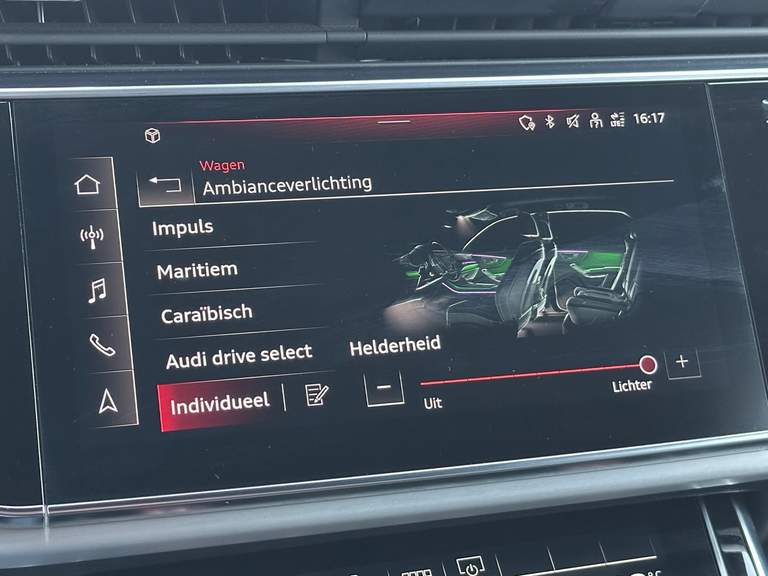 16:17
Wagen
Ambianceverlichting
Impuls
Maritiem
Caraïbisch
Audi drive select
Individueel
Helderheid
− +
Uit
Lichter
°C